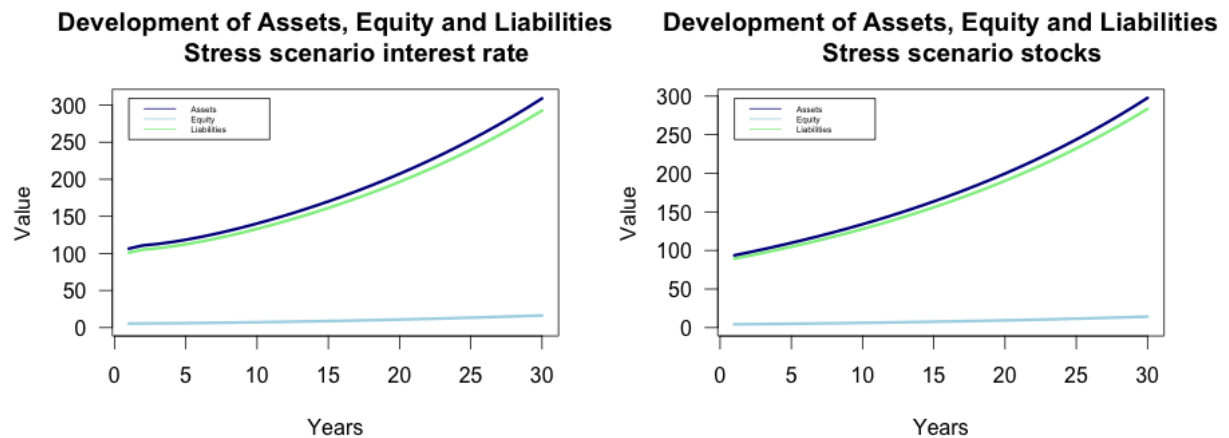 Development of Assets, Equity and Liabilities
Stress scenario interest rate
Assets
Equity
Liabilities
300
250
200
150
100
50
0
Value
0 5 10 15 20 25 30
Years
Development of Assets, Equity and Liabilities
Stress scenario stocks
Assets
Equity
Liabilities
300
250
200
150
100
50
0
Value
0 5 10 15 20 25 30
Years